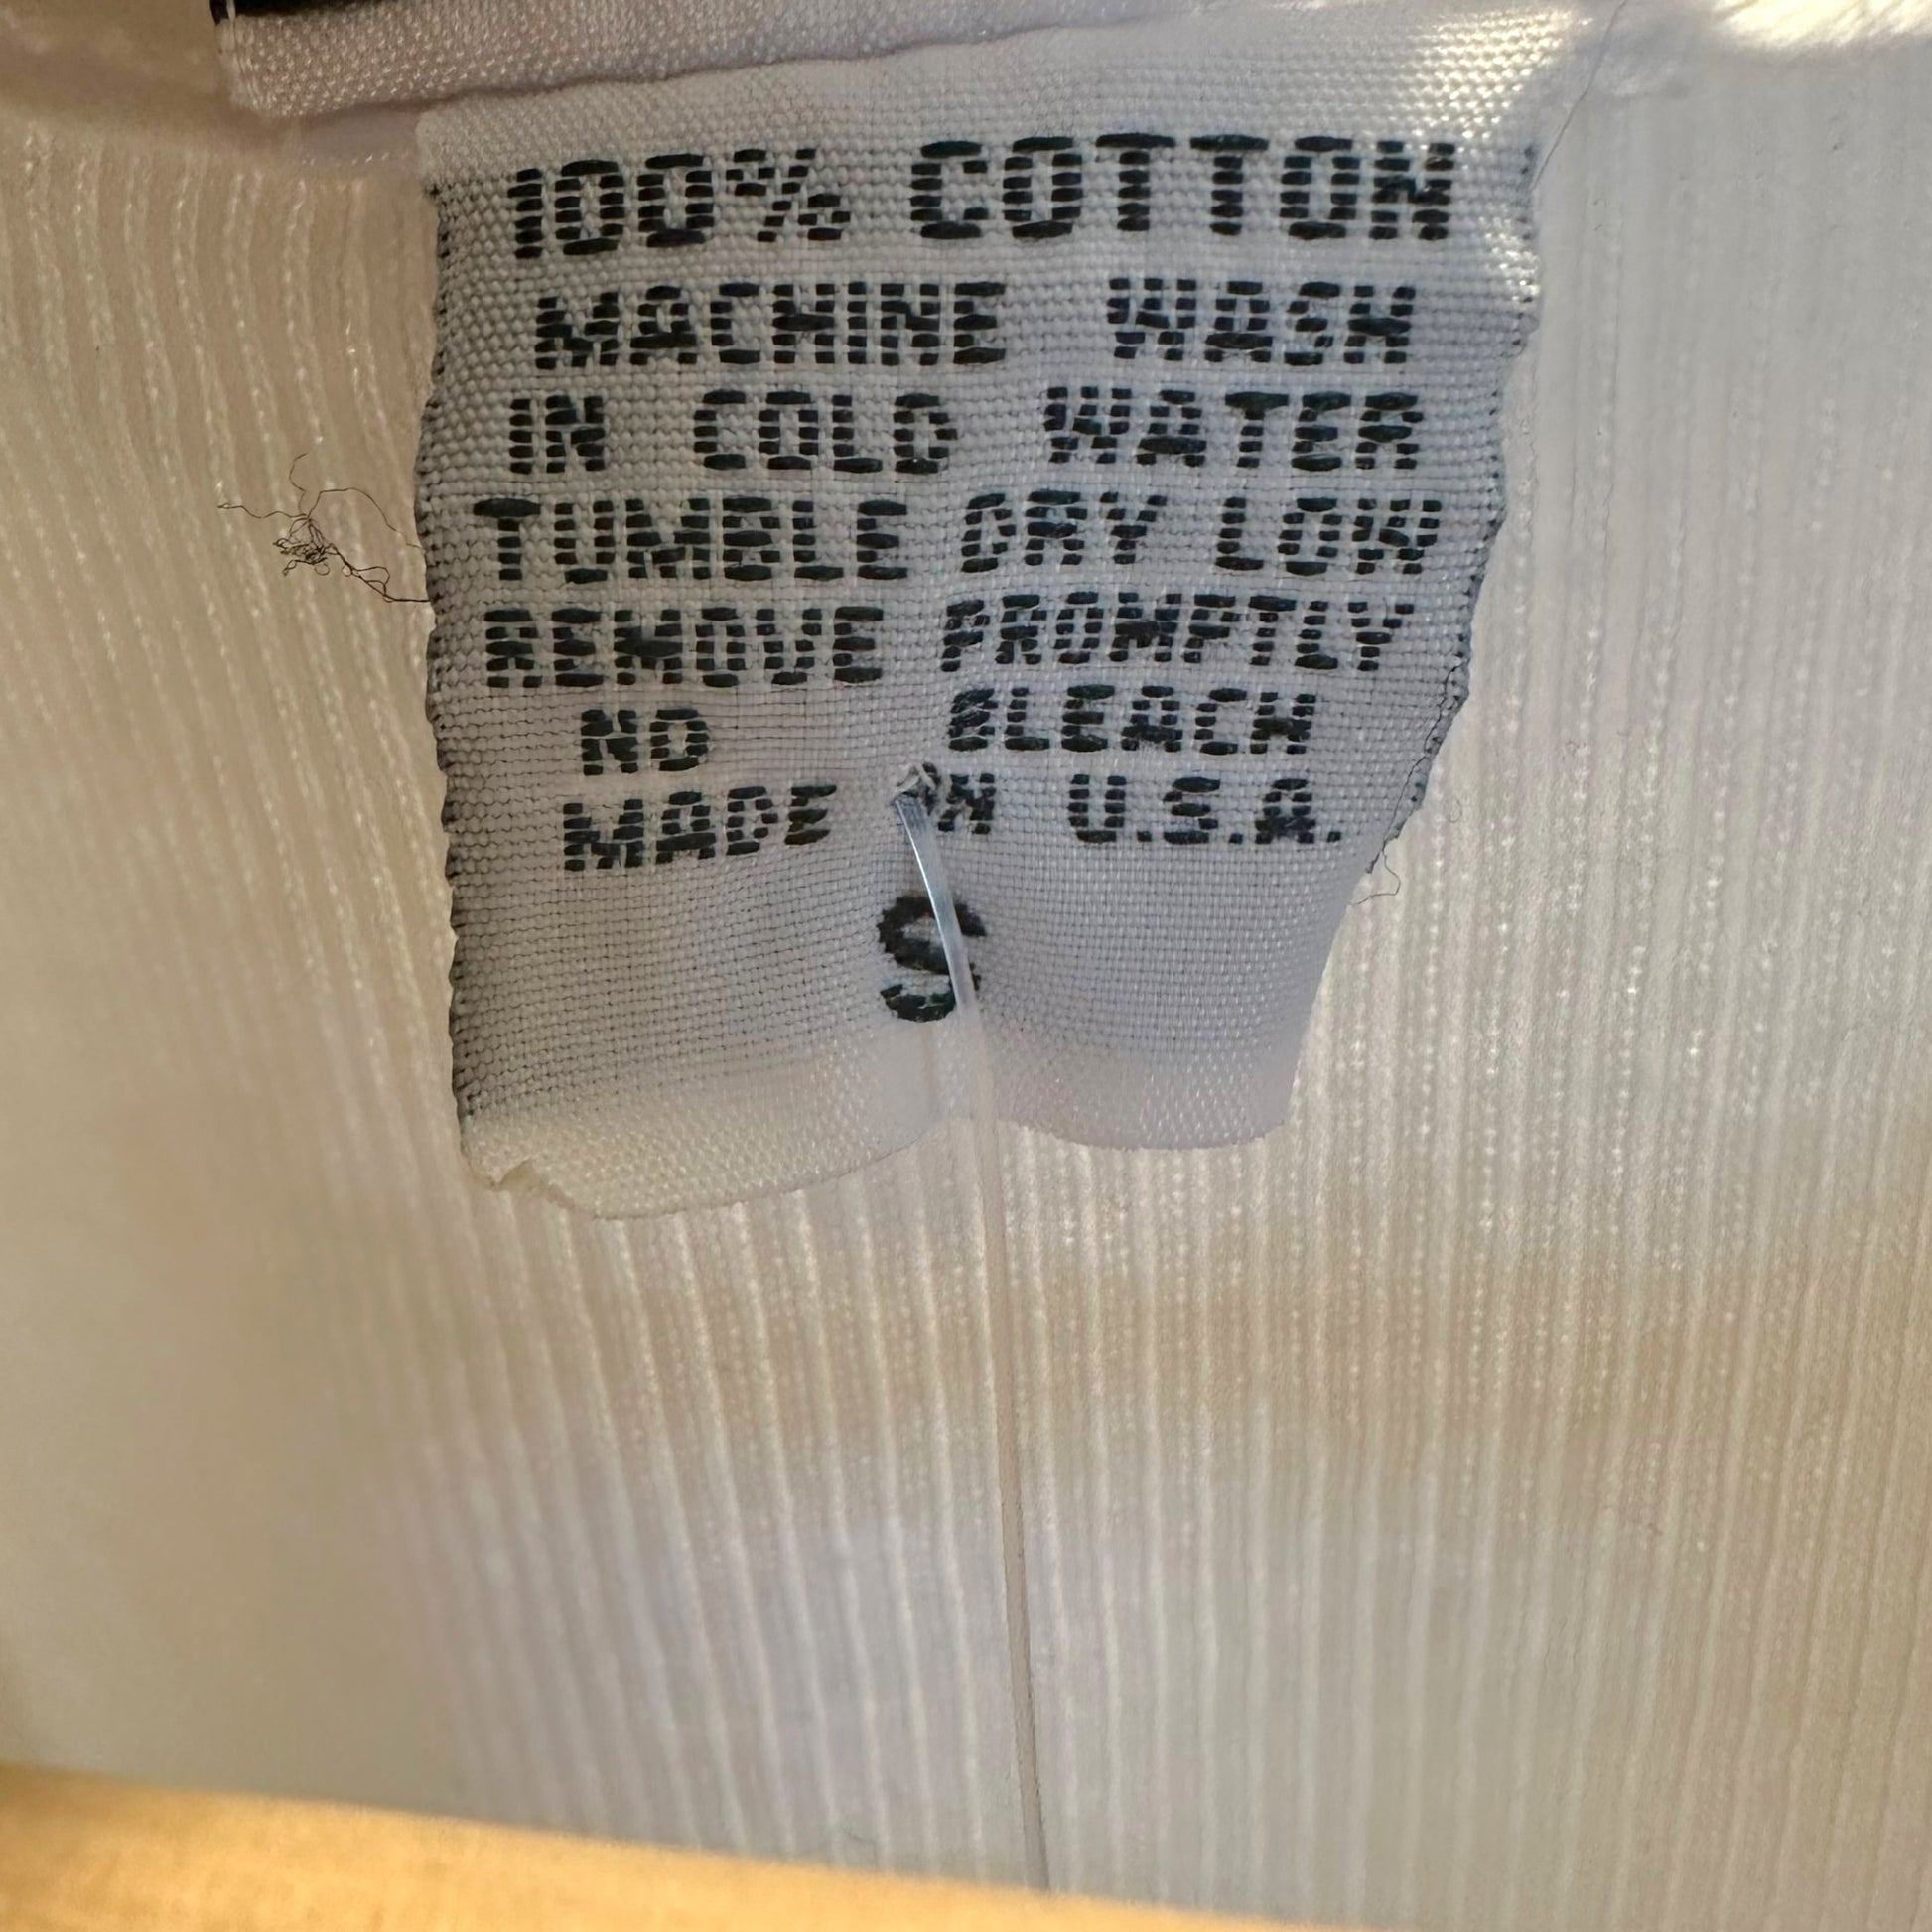 100% COTTON
MACHINE WASH
IN COLD WATER
TUMBLE DRY LOW
REMOVE PROMPTLY
NO BLEACH
MADE IN U.S.A.
S